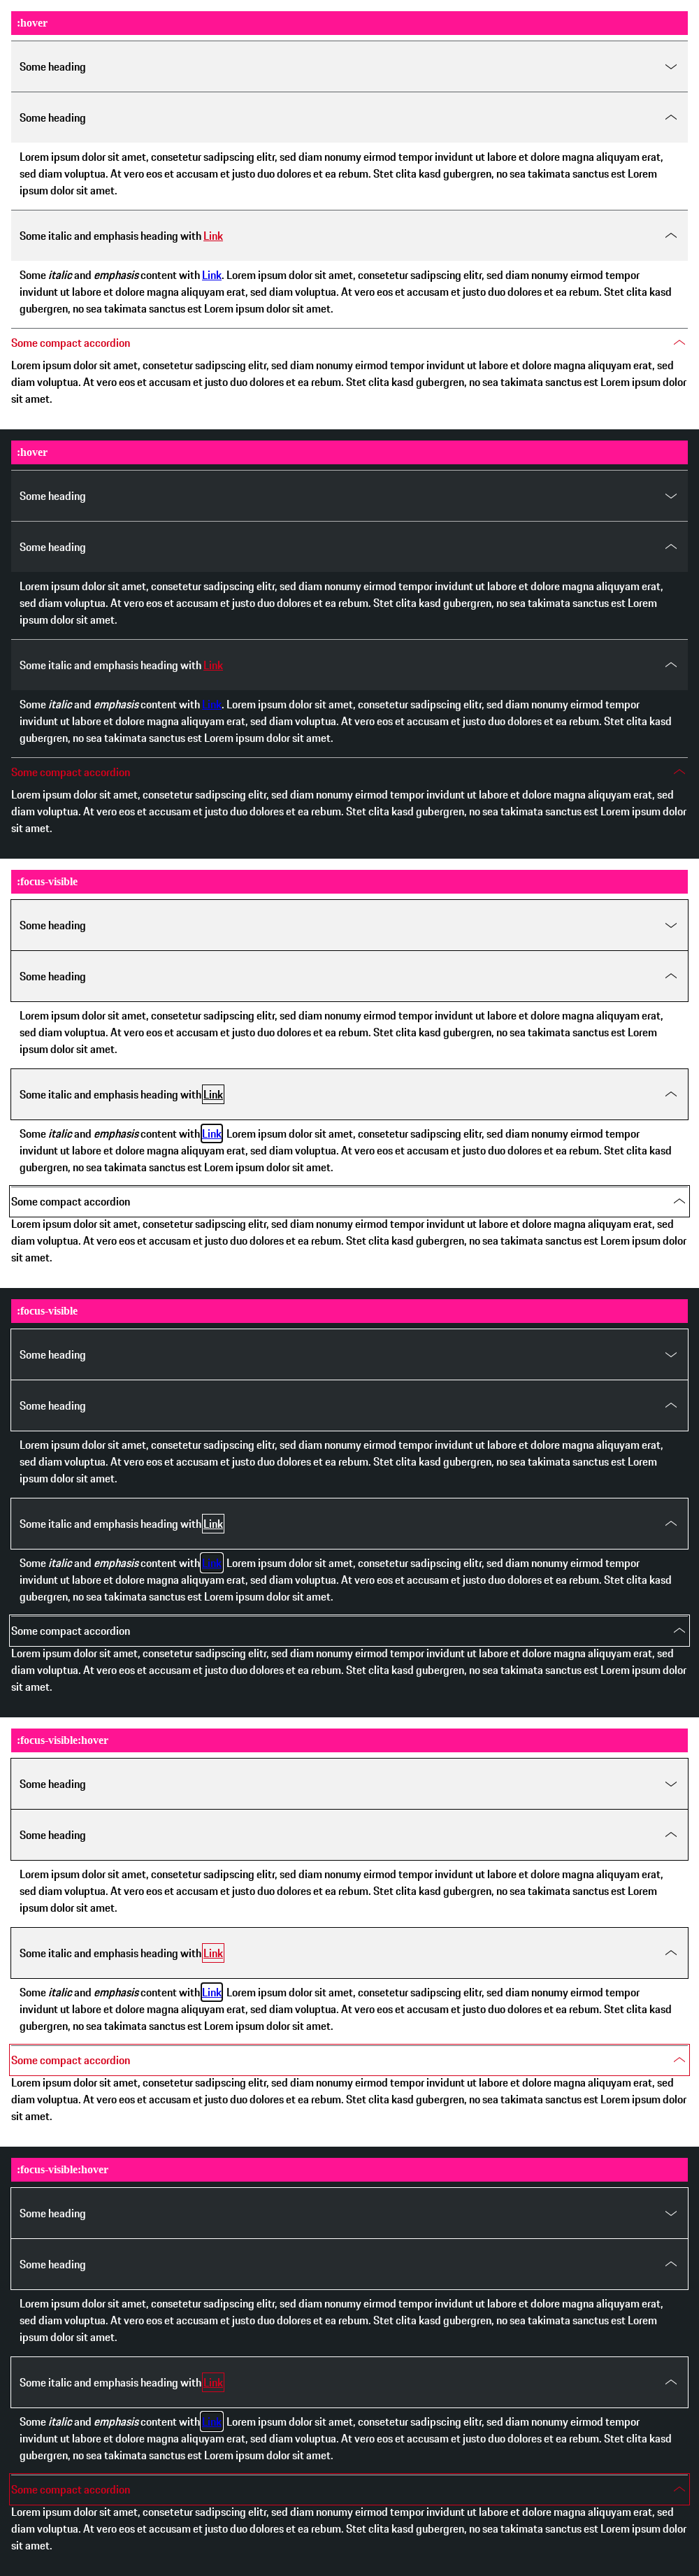 :hover
Some heading
Some heading
Lorem ipsum dolor sit amet, consetetur sadipscing elitr, sed diam nonumy eirmod tempor invidunt ut labore et dolore magna aliquyam erat,
sed diam voluptua. At vero eos et accusam et justo duo dolores et ea rebum. Stet clita kasd gubergren, no sea takimata sanctus est Lorem
ipsum dolor sit amet.
Some italic and emphasis heading with Link
Some italic and emphasis content with Link. Lorem ipsum dolor sit amet, consetetur sadipscing elitr, sed diam nonumy eirmod tempor
invidunt ut labore et dolore magna aliquyam erat, sed diam voluptua. At vero eos et accusam et justo duo dolores et ea rebum. Stet clita kasd
gubergren, no sea takimata sanctus est Lorem ipsum dolor sit amet.
Some compact accordion
Lorem ipsum dolor sit amet, consetetur sadipscing elitr, sed diam nonumy eirmod tempor invidunt ut labore et dolore magna aliquyam erat, sed
diam voluptua. At vero eos et accusam et justo duo dolores et ea rebum. Stet clita kasd gubergren, no sea takimata sanctus est Lorem ipsum dolor
sit amet.
:hover
Some heading
Some heading
Lorem ipsum dolor sit amet, consetetur sadipscing elitr, sed diam nonumy eirmod tempor invidunt ut labore et dolore magna aliquyam erat,
sed diam voluptua. At vero eos et accusam et justo duo dolores et ea rebum. Stet clita kasd gubergren, no sea takimata sanctus est Lorem
ipsum dolor sit amet.
Some italic and emphasis heading with Link
Some italic and emphasis content with Link. Lorem ipsum dolor sit amet, consetetur sadipscing elitr, sed diam nonumy eirmod tempor
invidunt ut labore et dolore magna aliquyam erat, sed diam voluptua. At vero eos et accusam et justo duo dolores et ea rebum. Stet clita kasd
gubergren, no sea takimata sanctus est Lorem ipsum dolor sit amet.
Some compact accordion
Lorem ipsum dolor sit amet, consetetur sadipscing elitr, sed diam nonumy eirmod tempor invidunt ut labore et dolore magna aliquyam erat, sed
diam voluptua. At vero eos et accusam et justo duo dolores et ea rebum. Stet clita kasd gubergren, no sea takimata sanctus est Lorem ipsum dolor
sit amet.
:focus-visible
Some heading
Some heading
Lorem ipsum dolor sit amet, consetetur sadipscing elitr, sed diam nonumy eirmod tempor invidunt ut labore et dolore magna aliquyam erat,
sed diam voluptua. At vero eos et accusam et justo duo dolores et ea rebum. Stet clita kasd gubergren, no sea takimata sanctus est Lorem
ipsum dolor sit amet.
Some italic and emphasis heading with Link
Some italic and emphasis content with Link Lorem ipsum dolor sit amet, consetetur sadipscing elitr, sed diam nonumy eirmod tempor
invidunt ut labore et dolore magna aliquyam erat, sed diam voluptua. At vero eos et accusam et justo duo dolores et ea rebum. Stet clita kasd
gubergren, no sea takimata sanctus est Lorem ipsum dolor sit amet.
Some compact accordion
Lorem ipsum dolor sit amet, consetetur sadipscing elitr, sed diam nonumy eirmod tempor invidunt ut labore et dolore magna aliquyam erat, sed
diam voluptua. At vero eos et accusam et justo duo dolores et ea rebum. Stet clita kasd gubergren, no sea takimata sanctus est Lorem ipsum dolor
sit amet.
:focus-visible
Some heading
Some heading
Lorem ipsum dolor sit amet, consetetur sadipscing elitr, sed diam nonumy eirmod tempor invidunt ut labore et dolore magna aliquyam erat,
sed diam voluptua. At vero eos et accusam et justo duo dolores et ea rebum. Stet clita kasd gubergren, no sea takimata sanctus est Lorem
ipsum dolor sit amet.
Some italic and emphasis heading with Link
Some italic and emphasis content with Link Lorem ipsum dolor sit amet, consetetur sadipscing elitr, sed diam nonumy eirmod tempor
invidunt ut labore et dolore magna aliquyam erat, sed diam voluptua. At vero eos et accusam et justo duo dolores et ea rebum. Stet clita kasd
gubergren, no sea takimata sanctus est Lorem ipsum dolor sit amet.
Some compact accordion
Lorem ipsum dolor sit amet, consetetur sadipscing elitr, sed diam nonumy eirmod tempor invidunt ut labore et dolore magna aliquyam erat, sed
diam voluptua. At vero eos et accusam et justo duo dolores et ea rebum. Stet clita kasd gubergren, no sea takimata sanctus est Lorem ipsum dolor
sit amet.
:focus-visible:hover
Some heading
Some heading
Lorem ipsum dolor sit amet, consetetur sadipscing elitr, sed diam nonumy eirmod tempor invidunt ut labore et dolore magna aliquyam erat,
sed diam voluptua. At vero eos et accusam et justo duo dolores et ea rebum. Stet clita kasd gubergren, no sea takimata sanctus est Lorem
ipsum dolor sit amet.
Some italic and emphasis heading with Link
Some italic and emphasis content with Link Lorem ipsum dolor sit amet, consetetur sadipscing elitr, sed diam nonumy eirmod tempor
invidunt ut labore et dolore magna aliquyam erat, sed diam voluptua. At vero eos et accusam et justo duo dolores et ea rebum. Stet clita kasd
gubergren, no sea takimata sanctus est Lorem ipsum dolor sit amet.
Some compact accordion
Lorem ipsum dolor sit amet, consetetur sadipscing elitr, sed diam nonumy eirmod tempor invidunt ut labore et dolore magna aliquyam erat, sed
diam voluptua. At vero eos et accusam et justo duo dolores et ea rebum. Stet clita kasd gubergren, no sea takimata sanctus est Lorem ipsum dolor
sit amet.
:focus-visible:hover
Some heading
Some heading
Lorem ipsum dolor sit amet, consetetur sadipscing elitr, sed diam nonumy eirmod tempor invidunt ut labore et dolore magna aliquyam erat,
sed diam voluptua. At vero eos et accusam et justo duo dolores et ea rebum. Stet clita kasd gubergren, no sea takimata sanctus est Lorem
ipsum dolor sit amet.
Some italic and emphasis heading with Link
Some italic and emphasis content with Link Lorem ipsum dolor sit amet, consetetur sadipscing elitr, sed diam nonumy eirmod tempor
invidunt ut labore et dolore magna aliquyam erat, sed diam voluptua. At vero eos et accusam et justo duo dolores et ea rebum. Stet clita kasd
gubergren, no sea takimata sanctus est Lorem ipsum dolor sit amet.
Some compact accordion
Lorem ipsum dolor sit amet, consetetur sadipscing elitr, sed diam nonumy eirmod tempor invidunt ut labore et dolore magna aliquyam erat, sed
diam voluptua. At vero eos et accusam et justo duo dolores et ea rebum. Stet clita kasd gubergren, no sea takimata sanctus est Lorem ipsum dolor
sit amet.